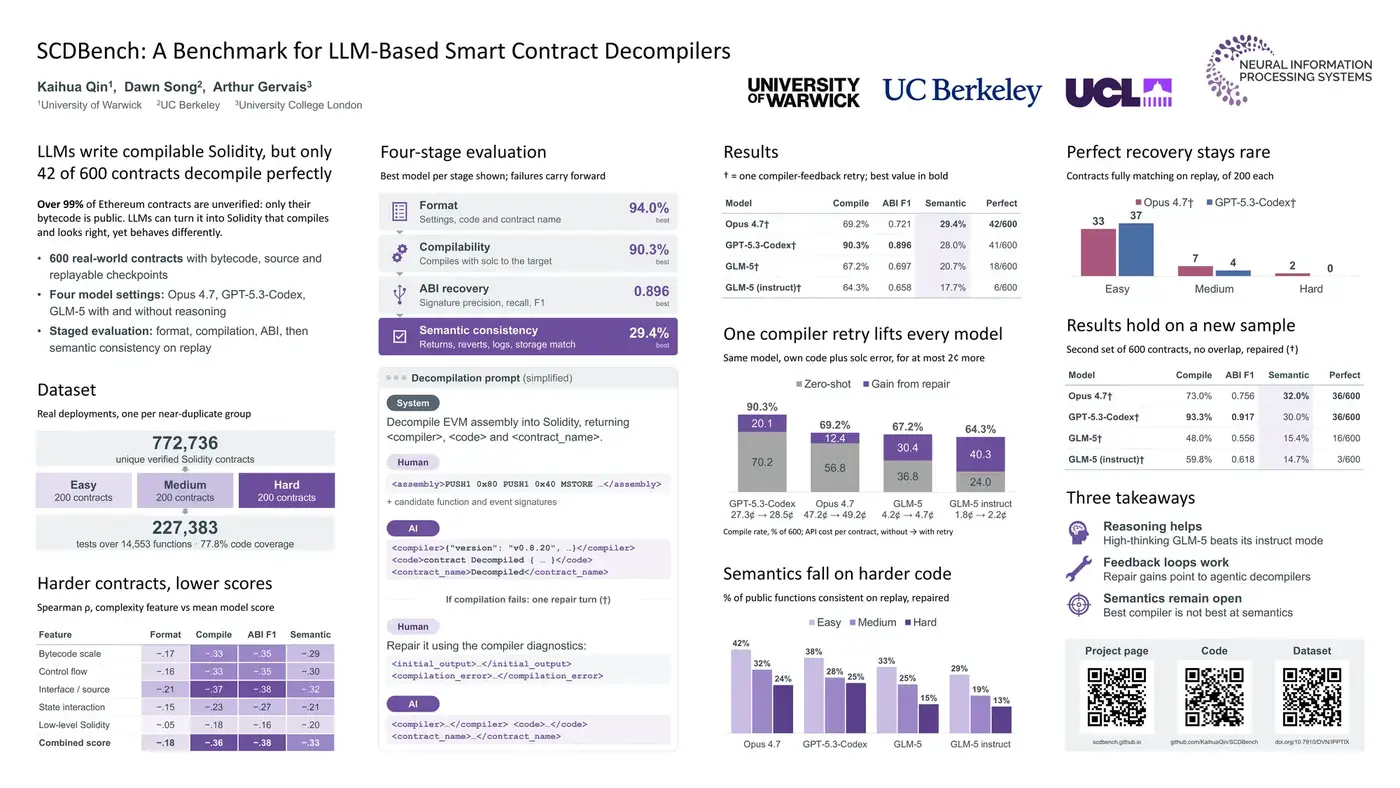 SCDBench: A Benchmark for LLM-Based Smart Contract Decompilers
Kaihua Qin¹, Dawn Song², Arthur Gervais³
¹University of Warwick ²UC Berkeley ³University College London
UNIVERSITY
OF WARWICK
UC Berkeley
UCL
NEURAL INFORMATION
PROCESSING SYSTEMS
LLMs write compilable Solidity, but only
42 of 600 contracts decompile perfectly
Over 99% of Ethereum contracts are unverified: only their
bytecode is public. LLMs can turn it into Solidity that compiles
and looks right, yet behaves differently.
• 600 real-world contracts with bytecode, source and
replayable checkpoints
• Four model settings: Opus 4.7, GPT-5.3-Codex,
GLM-5 with and without reasoning
• Staged evaluation: format, compilation, ABI, then
semantic consistency on replay
Dataset
Real deployments, one per near-duplicate group
772,736
unique verified Solidity contracts
Easy Medium Hard
200 contracts 200 contracts 200 contracts
227,383
tests over 14,553 functions · 77.8% code coverage
Harder contracts, lower scores
Spearman ρ, complexity feature vs mean model score
Feature Format Compile ABI F1 Semantic
Bytecode scale −.17 −.33 −.35 −.29
Control flow −.16 −.33 −.35 −.30
Interface / source −.21 −.37 −.38 −.32
State interaction −.15 −.23 −.27 −.21
Low-level Solidity −.05 −.18 −.16 −.20
Combined score −.18 −.36 −.38 −.33
Four-stage evaluation
Best model per stage shown; failures carry forward
Format 94.0%
Settings, code and contract name best
Compilability 90.3%
Compiles with solc to the target best
ABI recovery 0.896
Signature precision, recall, F1 best
Semantic consistency 29.4%
Returns, reverts, logs, storage match best
Decompilation prompt (simplified)
System
Decompile EVM assembly into Solidity, returning
<compiler>, <code> and <contract_name>.
Human
<assembly>PUSH1 0x80 PUSH1 0x40 MSTORE …</assembly>
+ candidate function and event signatures
AI
<compiler>{"version": "v0.8.20", …}</compiler>
<code>contract Decompiled { … }</code>
<contract_name>Decompiled</contract_name>
If compilation fails: one repair turn (†)
Human
Repair it using the compiler diagnostics:
<initial_output>…</initial_output>
<compilation_error>…</compilation_error>
AI
<compiler>…</compiler> <code>…</code>
<contract_name>…</contract_name>
Results
† = one compiler-feedback retry; best value in bold
Model Compile ABI F1 Semantic Perfect
Opus 4.7† 69.2% 0.721 29.4% 42/600
GPT-5.3-Codex† 90.3% 0.896 28.0% 41/600
GLM-5† 67.2% 0.697 20.7% 18/600
GLM-5 (instruct)† 64.3% 0.658 17.7% 6/600
One compiler retry lifts every model
Same model, own code plus solc error, for at most 2¢ more
Zero-shot Gain from repair
90.3% 69.2% 67.2% 64.3%
20.1 12.4 30.4 40.3
70.2 56.8 36.8 24.0
GPT-5.3-Codex Opus 4.7 GLM-5 GLM-5 instruct
27.3¢ → 28.5¢ 47.2¢ → 49.2¢ 4.2¢ → 4.7¢ 1.8¢ → 2.2¢
Compile rate, % of 600; API cost per contract, without → with retry
Semantics fall on harder code
% of public functions consistent on replay, repaired
Easy Medium Hard
42% 32% 24% 38% 28% 25% 33% 25% 15% 29% 19% 13%
Opus 4.7 GPT-5.3-Codex GLM-5 GLM-5 instruct
Perfect recovery stays rare
Contracts fully matching on replay, of 200 each
Opus 4.7† GPT-5.3-Codex†
33 37 7 4 2 0
Easy Medium Hard
Results hold on a new sample
Second set of 600 contracts, no overlap, repaired (†)
Model Compile ABI F1 Semantic Perfect
Opus 4.7† 73.0% 0.756 32.0% 36/600
GPT-5.3-Codex† 93.3% 0.917 30.0% 36/600
GLM-5† 48.0% 0.556 15.4% 16/600
GLM-5 (instruct)† 59.8% 0.618 14.7% 3/600
Three takeaways
Reasoning helps
High-thinking GLM-5 beats its instruct mode
Feedback loops work
Repair gains point to agentic decompilers
Semantics remain open
Best compiler is not best at semantics
Project page Code Dataset
scdbench.github.io github.com/KaihuaQin/SCDBench doi.org/10.7910/DVN/IPPTIX